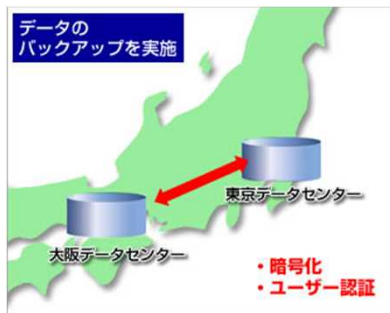 データの
バックアップを実施
東京データセンター
大阪データセンター
・暗号化
・ユーザー認証